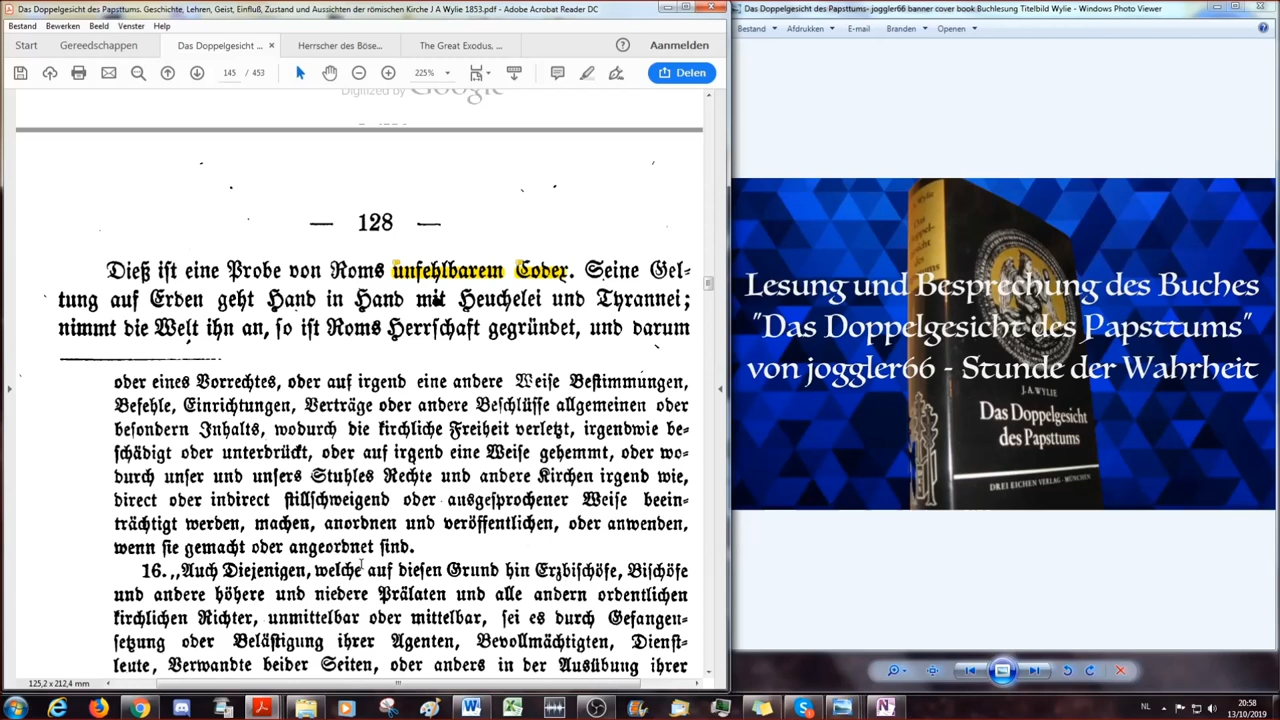 Das Doppelgesicht des Papsttums. Geschichte, Lehren, Geist, Einfluß, Zustand und Aussichten der römischen Kirche J A Wylie 1853.pdf - Adobe Acrobat Reader DC
Bestand Bewerken Beeld Venster Help
Start Gereedschappen Das Doppelgesicht ... × Herrscher des Böse... The Great Exodus, ... Anmelden
145 / 453 225% Delen
Digitized by Google
— 128 —
Dieß ist eine Probe von Roms unfehlbarem Codex. Seine Gel-
tung auf Erden geht Hand in Hand mit Heuchelei und Tyrannei;
nimmt die Welt ihn an, so ist Roms Herrschaft gegründet, und darum
oder eines Vorrechtes, oder auf irgend eine andere Weise Bestimmungen,
Befehle, Einrichtungen, Verträge oder andere Beschlüsse allgemeinen oder
besondern Inhalts, wodurch die kirchliche Freiheit verletzt, irgendwie be-
schädigt oder unterdrückt, oder auf irgend eine Weise gehemmt, oder wo-
durch unser und unsers Stuhles Rechte und andere Kirchen irgend wie,
direct oder indirect stillschweigend oder ausgesprochener Weise beein-
trächtigt werden, machen, anordnen und veröffentlichen, oder anwenden,
wenn sie gemacht oder angeordnet sind.
16. „Auch Diejenigen, welche auf diesen Grund hin Erzbischöfe, Bischöfe
und andere höhere und niedere Prälaten und alle andern ordentlichen
kirchlichen Richter, unmittelbar oder mittelbar, sei es durch Gefangen-
setzung oder Belästigung ihrer Agenten, Bevollmächtigten, Dienst-
leute, Verwandte beider Seiten, oder anders in der Ausübung ihrer
125,2 x 212,4 mm
Das Doppelgesicht des Papsttums- joggler66 banner cover book Buchlesung Titelbild Wylie - Windows Photo Viewer
Bestand Afdrukken E-mail Branden Openen
Lesung und Besprechung des Buches
"Das Doppelgesicht des Papsttums"
von joggler66 - Stunde der Wahrheit
J.A.WYLIE
Das Doppelgesicht
des Papsttums
DREI EICHEN VERLAG · MÜNCHEN
NL 20:58
13/10/2019